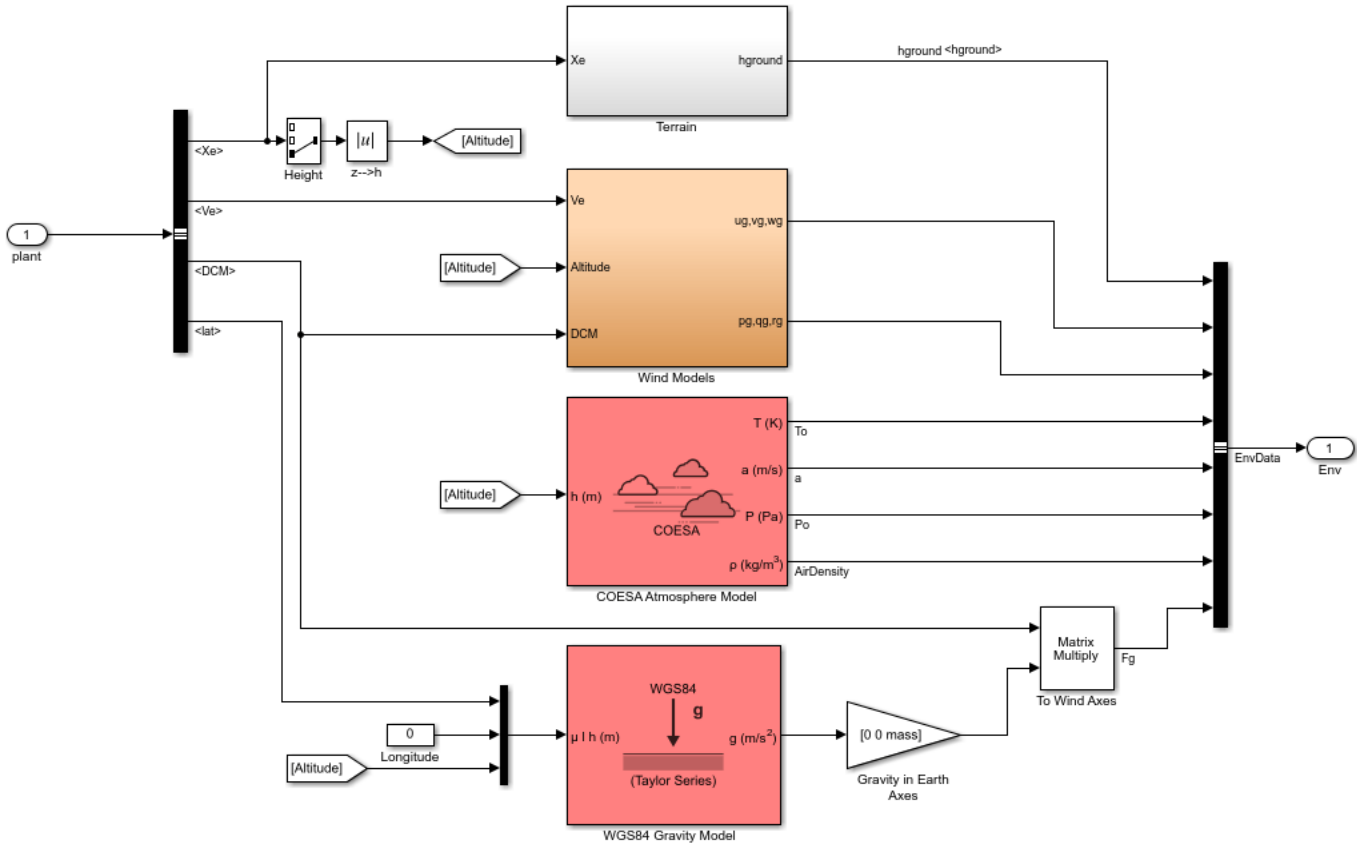 Xe
hground
hground <hground>
Terrain
<Xe>
Height
|u|
z-->h
[Altitude]
<Ve>
Ve
ug,vg,wg
1
plant
[Altitude]
Altitude
<DCM>
pg,qg,rg
<lat>
DCM
Wind Models
T (K)
To
a (m/s)
a
[Altitude]
h (m)
COESA
P (Pa)
Po
ρ (kg/m³)
AirDensity
COESA Atmosphere Model
EnvData
1
Env
Matrix
Multiply
Fg
To Wind Axes
WGS84
g
0
Longitude
μ l h (m)
g (m/s²)
[0 0 mass]
[Altitude]
(Taylor Series)
Gravity in Earth
Axes
WGS84 Gravity Model